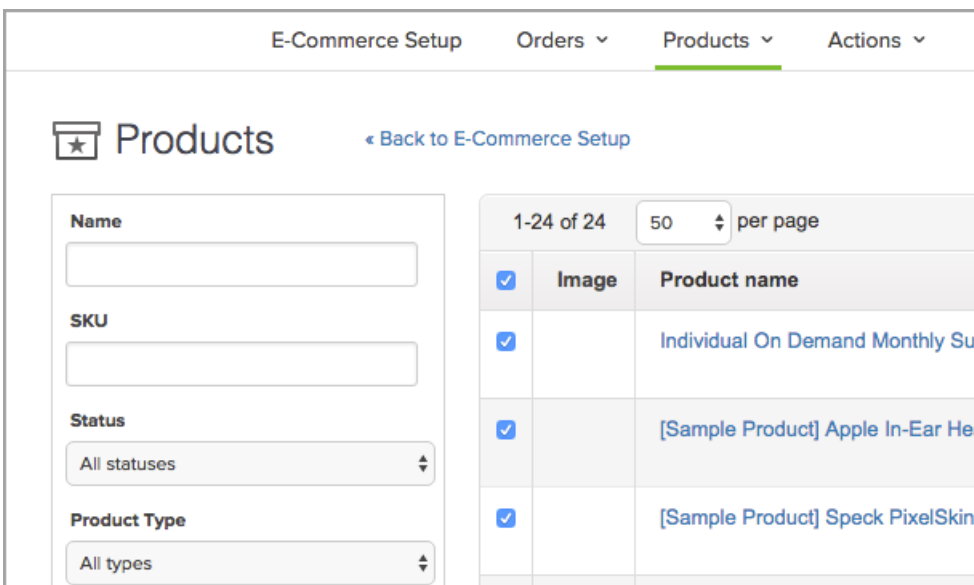 E-Commerce Setup Orders Products Actions
Products « Back to E-Commerce Setup
Name
SKU
Status
All statuses
Product Type
All types
1-24 of 24 50 per page
Image Product name
Individual On Demand Monthly
[Sample Product] Apple In-Ear
[Sample Product] Speck PixelSkin